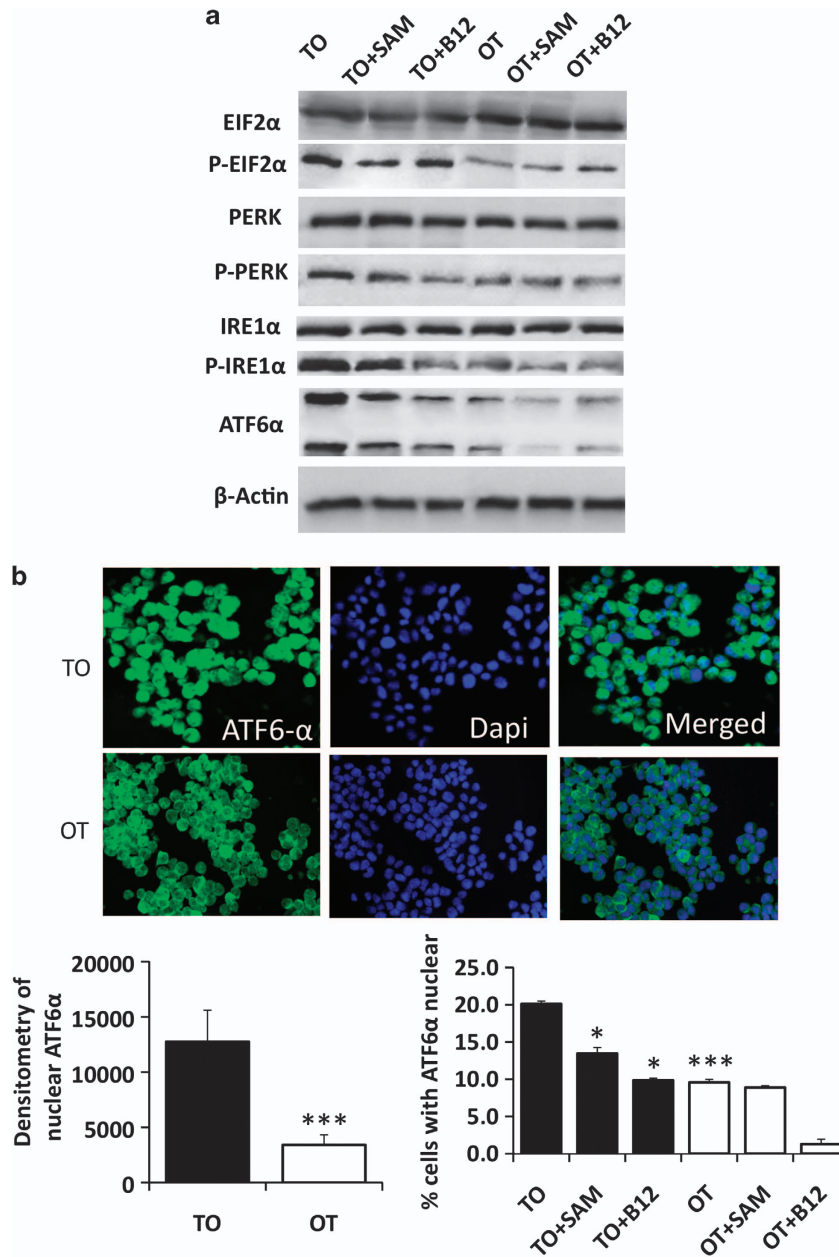 a
TO TO+SAM TO+B12 OT OT+SAM OT+B12
EIF2α
P-EIF2α
PERK
P-PERK
IRE1α
P-IRE1α
ATF6α
β-Actin
b
TO
ATF6-α Dapi Merged
OT
Densitometry of
nuclear ATF6α
20000
15000
10000
5000
0
***
TO OT
% cells with ATF6α nuclear
25.0
20.0
15.0
10.0
5.0
0.0
* * ***
TO TO+SAM TO+B12 OT OT+SAM OT+B12